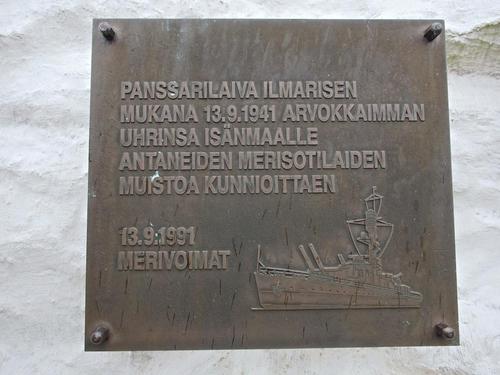 PANSSARILAIVA ILMARISEN
MUKANA 13.9.1941 ARVOKKAIMMAN
UHRINSA ISÄNMAALLE
ANTANEIDEN MERISOTILAIDEN
MUISTOA KUNNIOITTAEN
13.9.1991
MERIVOIMAT